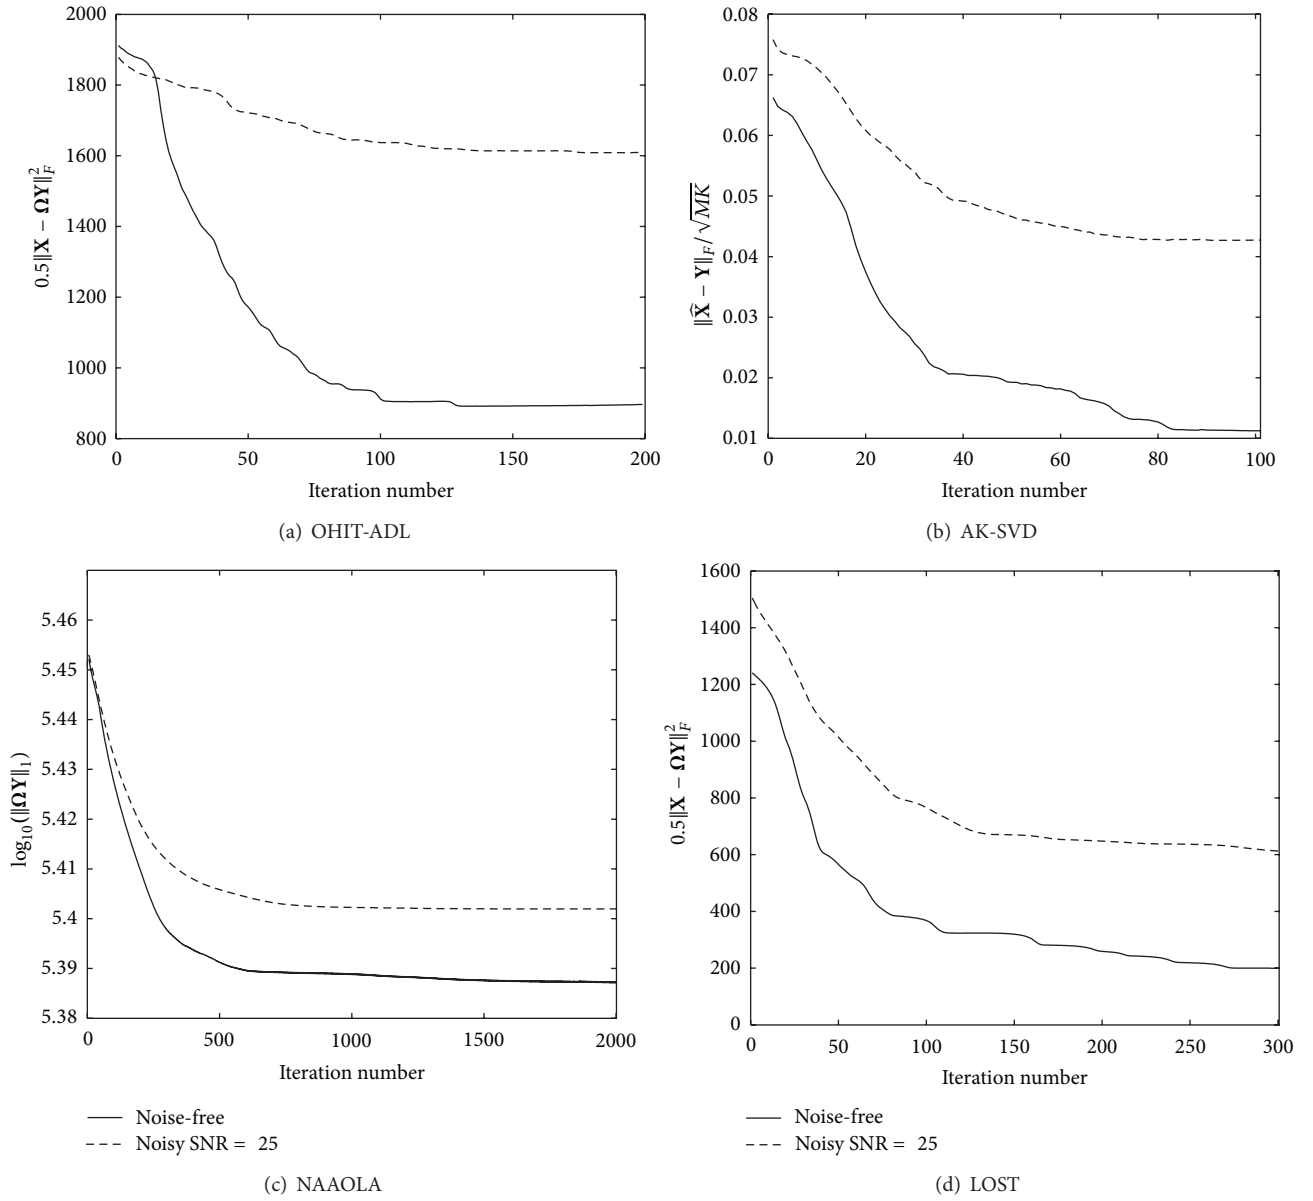 2000
1800
1600
1400
1200
1000
800
0.5‖X − ΩY‖²_F
0 50 100 150 200
Iteration number
(a) OHIT-ADL
0.08
0.07
0.06
0.05
0.04
0.03
0.02
0.01
‖X̂ − Y‖_F/√MK
0 20 40 60 80 100
Iteration number
(b) AK-SVD
5.46
5.45
5.44
5.43
5.42
5.41
5.4
5.39
5.38
log₁₀(‖ΩY‖₁)
0 500 1000 1500 2000
Iteration number
Noise-free
Noisy SNR = 25
(c) NAAOLA
1600
1400
1200
1000
800
600
400
200
0
0.5‖X − ΩY‖²_F
0 50 100 150 200 250 300
Iteration number
Noise-free
Noisy SNR = 25
(d) LOST